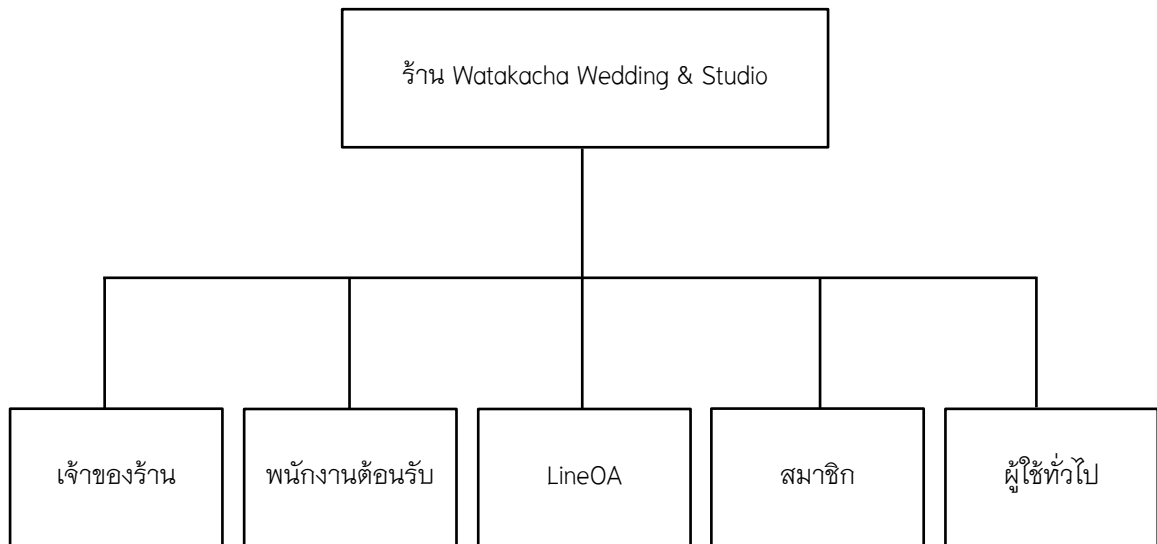 ร้าน Watakacha Wedding & Studio
เจ้าของร้าน
พนักงานต้อนรับ
LineOA
สมาชิก
ผู้ใช้ทั่วไป